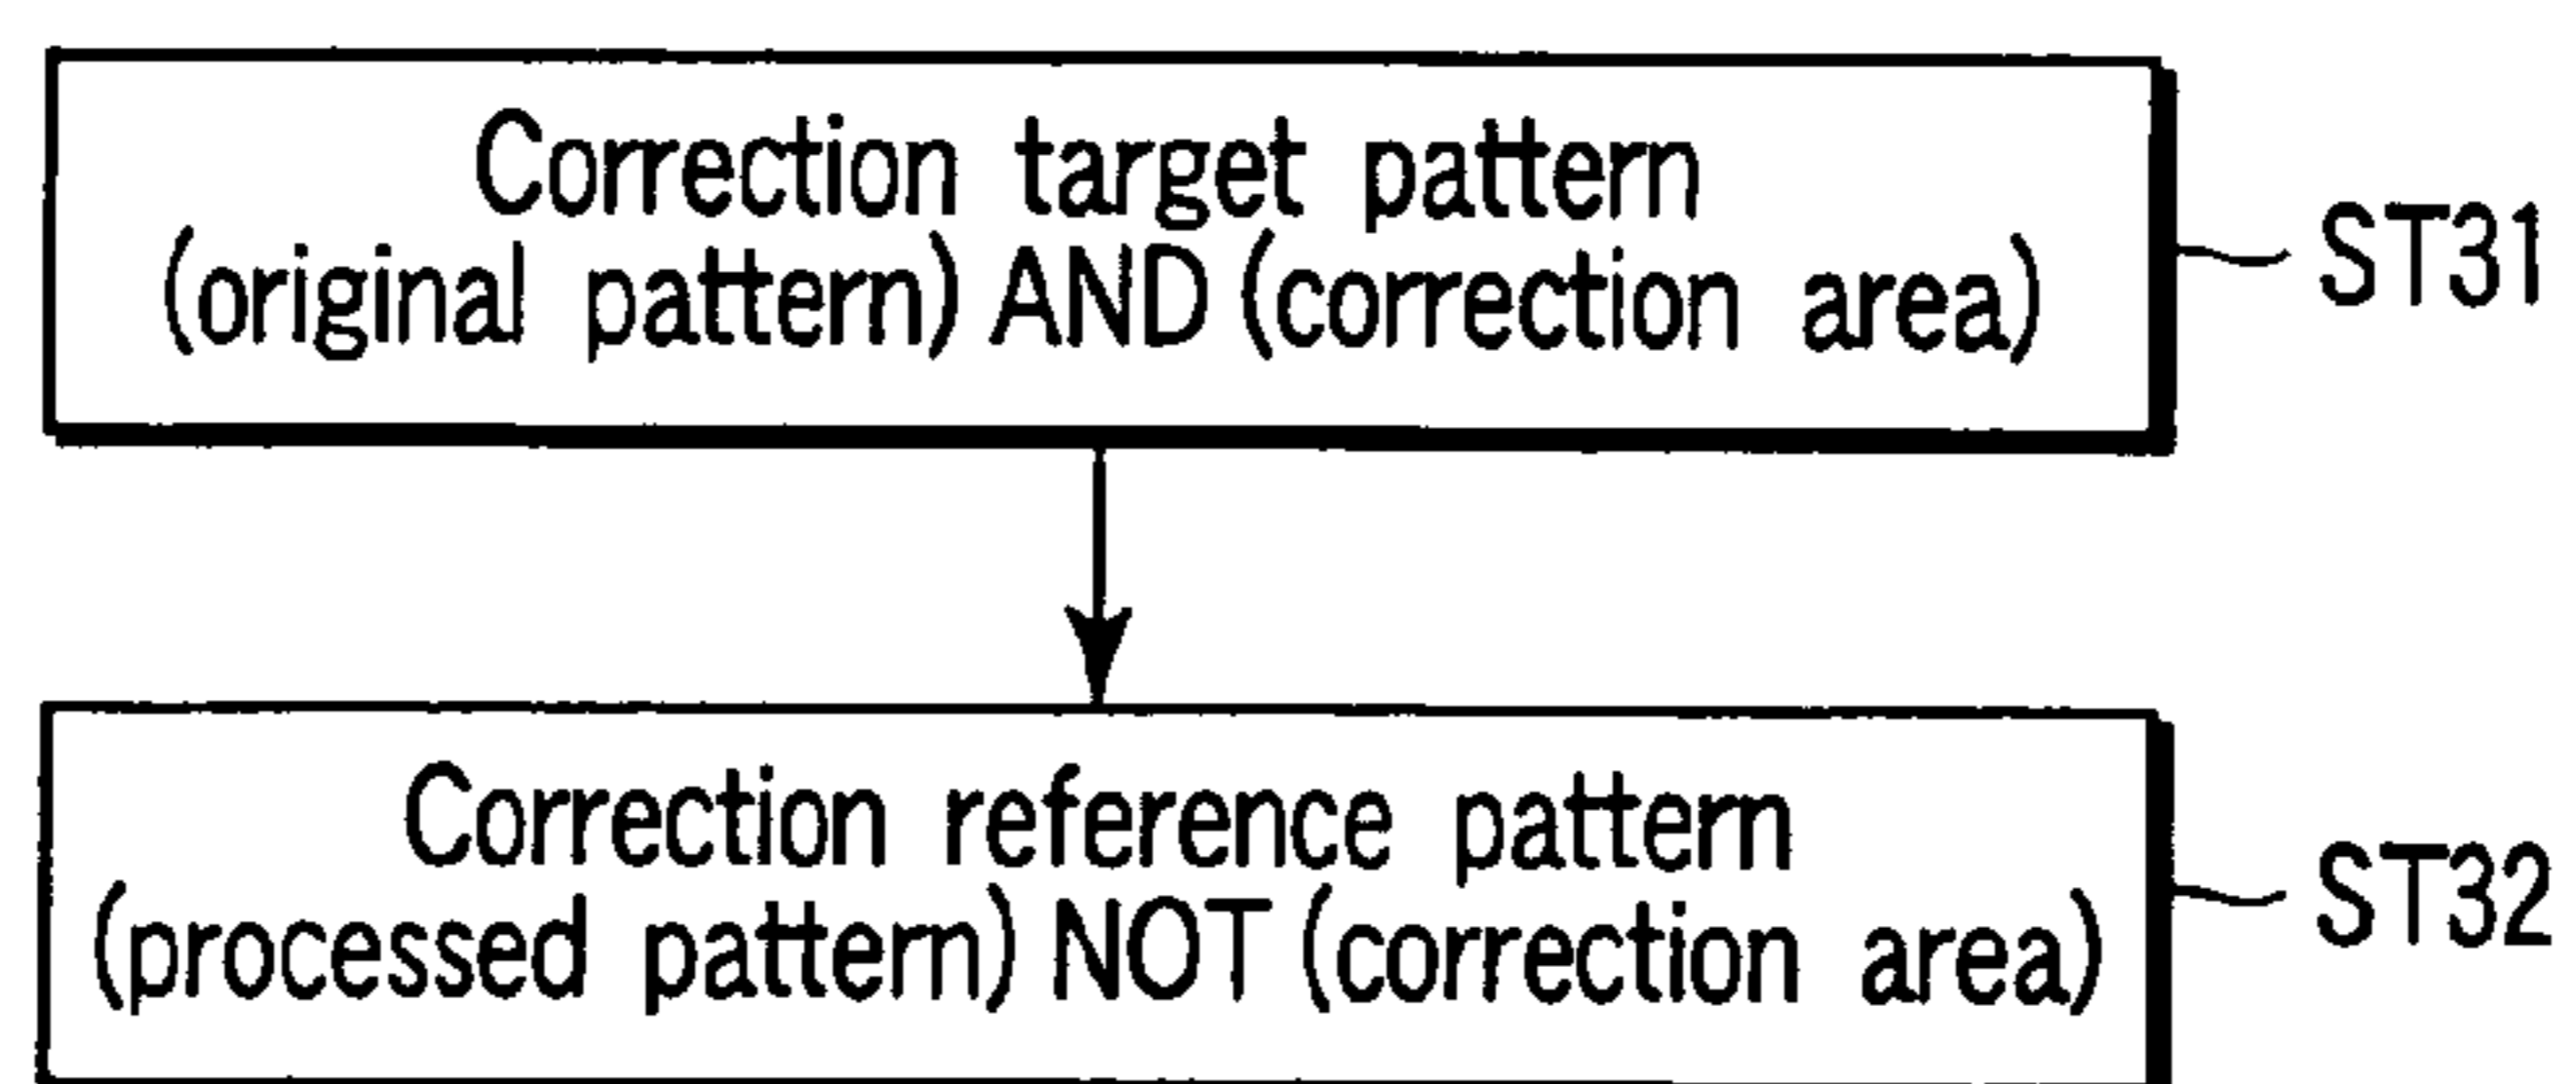 Correction target pattern
(original pattern) AND (correction area)
ST31
Correction reference pattern
(processed pattern) NOT (correction area)
ST32